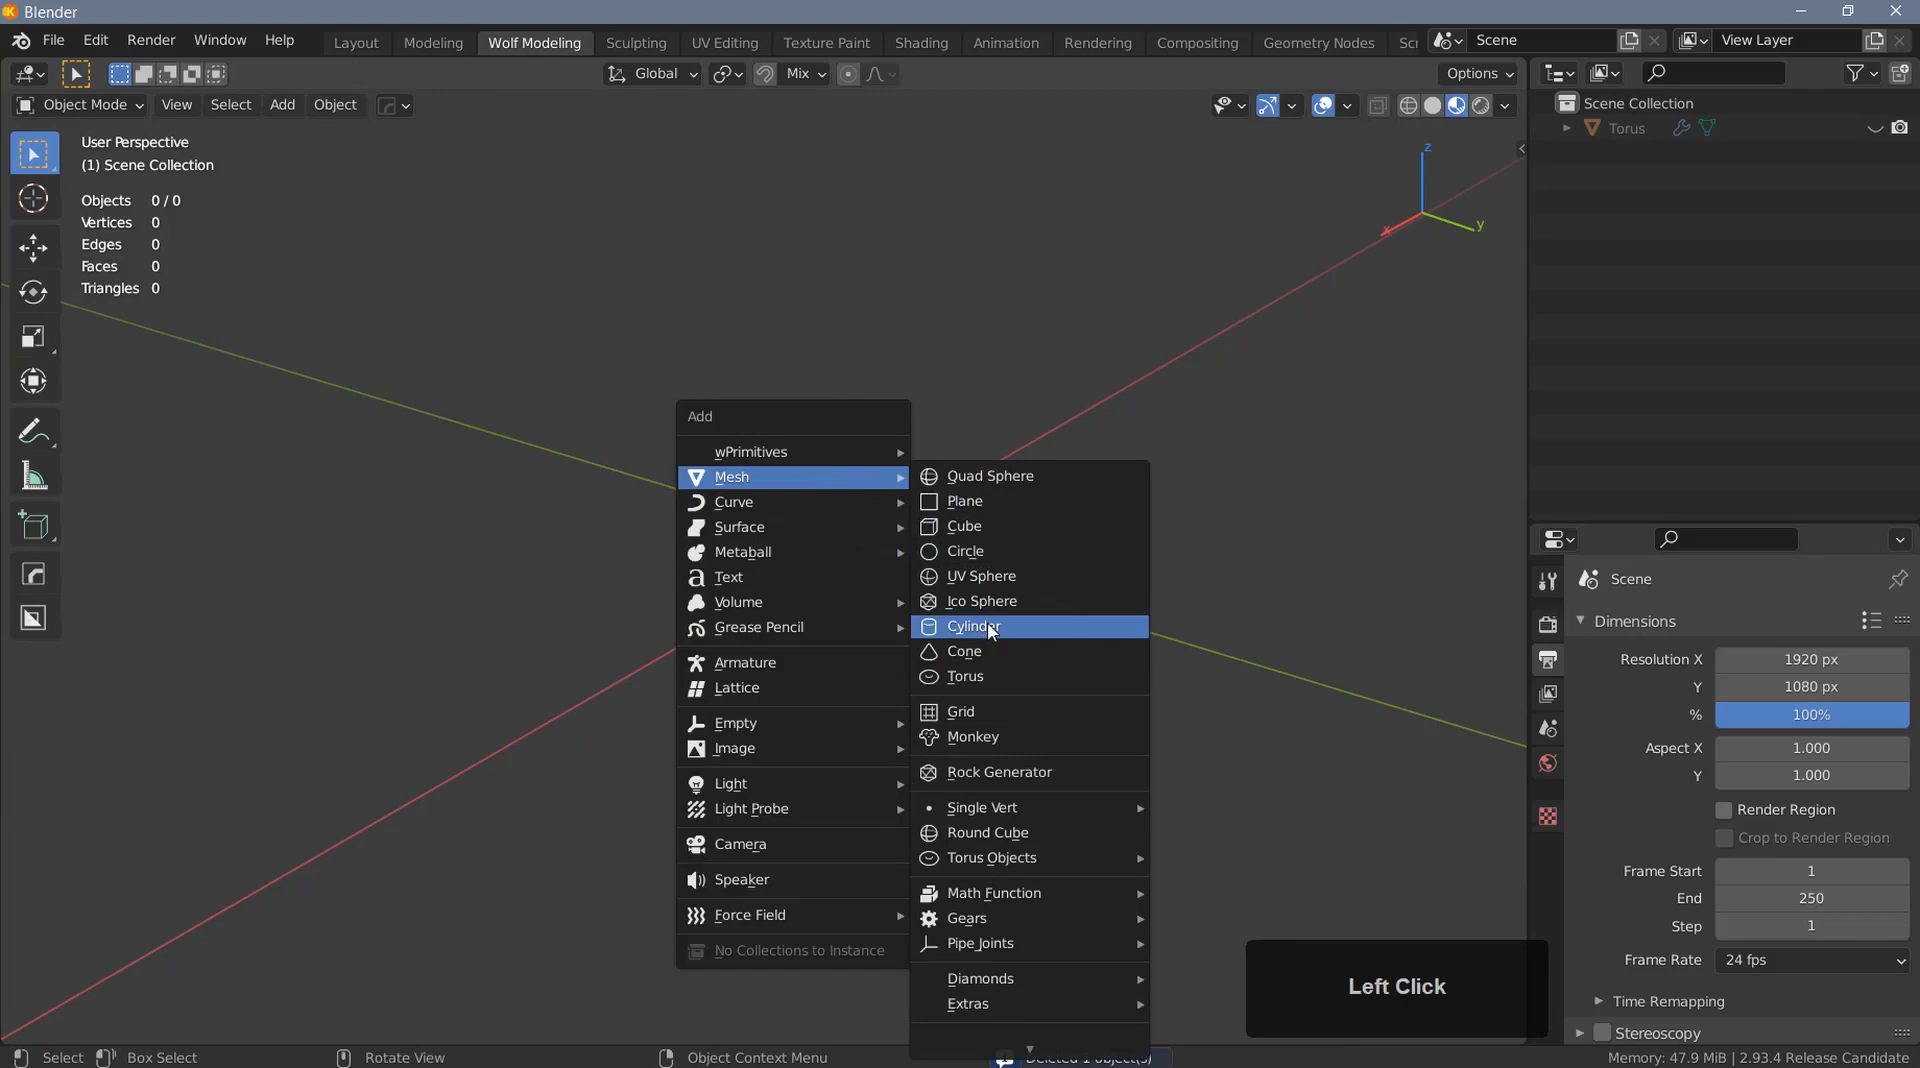 Blender
File Edit Render Window Help Layout Modeling Wolf Modeling Sculpting UV Editing Texture Paint Shading Animation Rendering Compositing Geometry Nodes Sc Scene View Layer
Global Mix Options
Object Mode View Select Add Object
Scene Collection
Torus
User Perspective
(1) Scene Collection
Objects 0 / 0
Vertices 0
Edges 0
Faces 0
Triangles 0
z
x
y
Add
wPrimitives
Mesh
Curve
Surface
Metaball
Text
Volume
Grease Pencil
Armature
Lattice
Empty
Image
Light
Light Probe
Camera
Speaker
Force Field
No Collections to Instance
Quad Sphere
Plane
Cube
Circle
UV Sphere
Ico Sphere
Cylinder
Cone
Torus
Grid
Monkey
Rock Generator
Single Vert
Round Cube
Torus Objects
Math Function
Gears
Pipe Joints
Diamonds
Extras
Scene
Dimensions
Resolution X 1920 px
Y 1080 px
% 100%
Aspect X 1.000
Y 1.000
Render Region
Crop to Render Region
Frame Start 1
End 250
Step 1
Frame Rate 24 fps
Time Remapping
Stereoscopy
Left Click
Select Box Select Rotate View Object Context Menu Deleted 1 object(s) Memory: 47.9 MiB | 2.93.4 Release Candidate